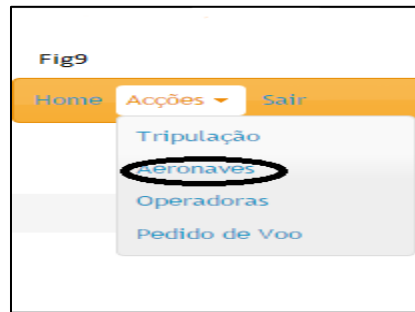 Fig9
Home Acções Sair
Tripulação
Aeronaves
Operadoras
Pedido de Voo